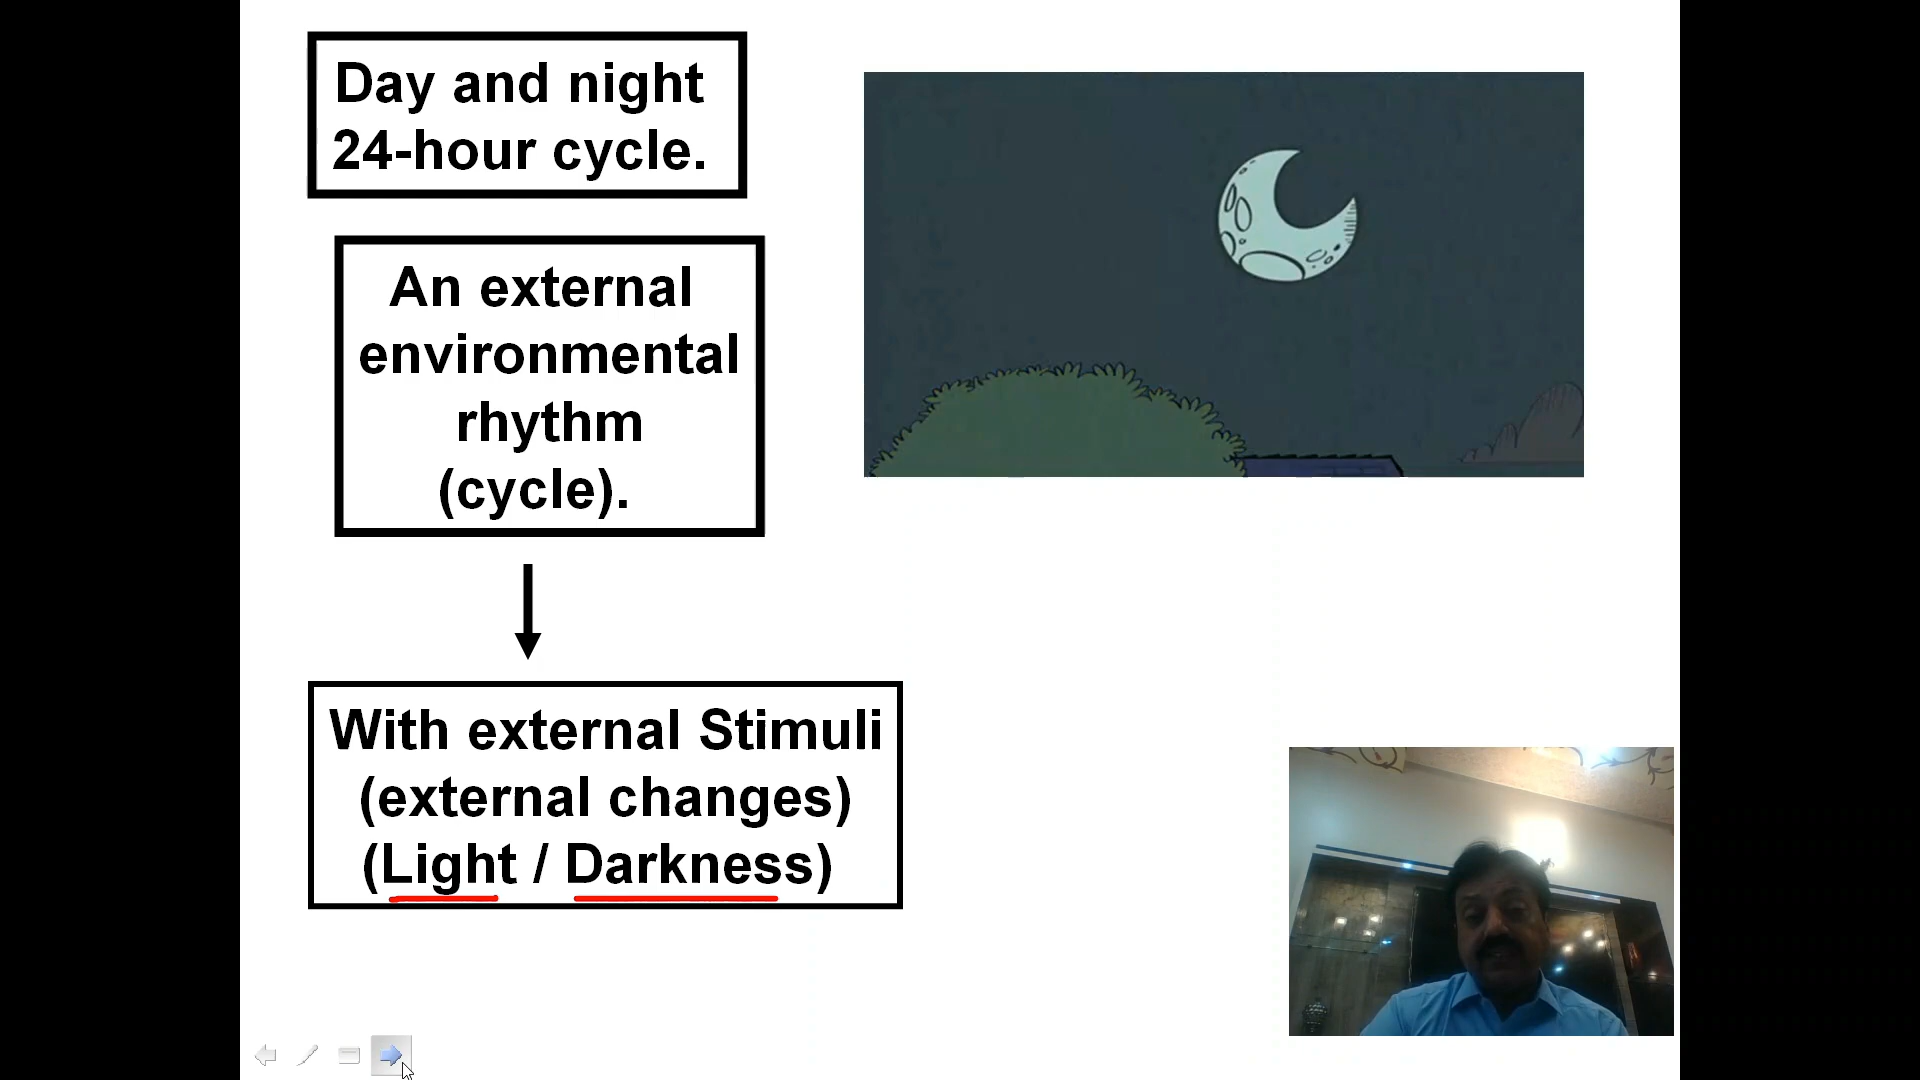 Day and night
24-hour cycle.
An external
environmental
rhythm
(cycle).
With external Stimuli
(external changes)
(Light / Darkness)